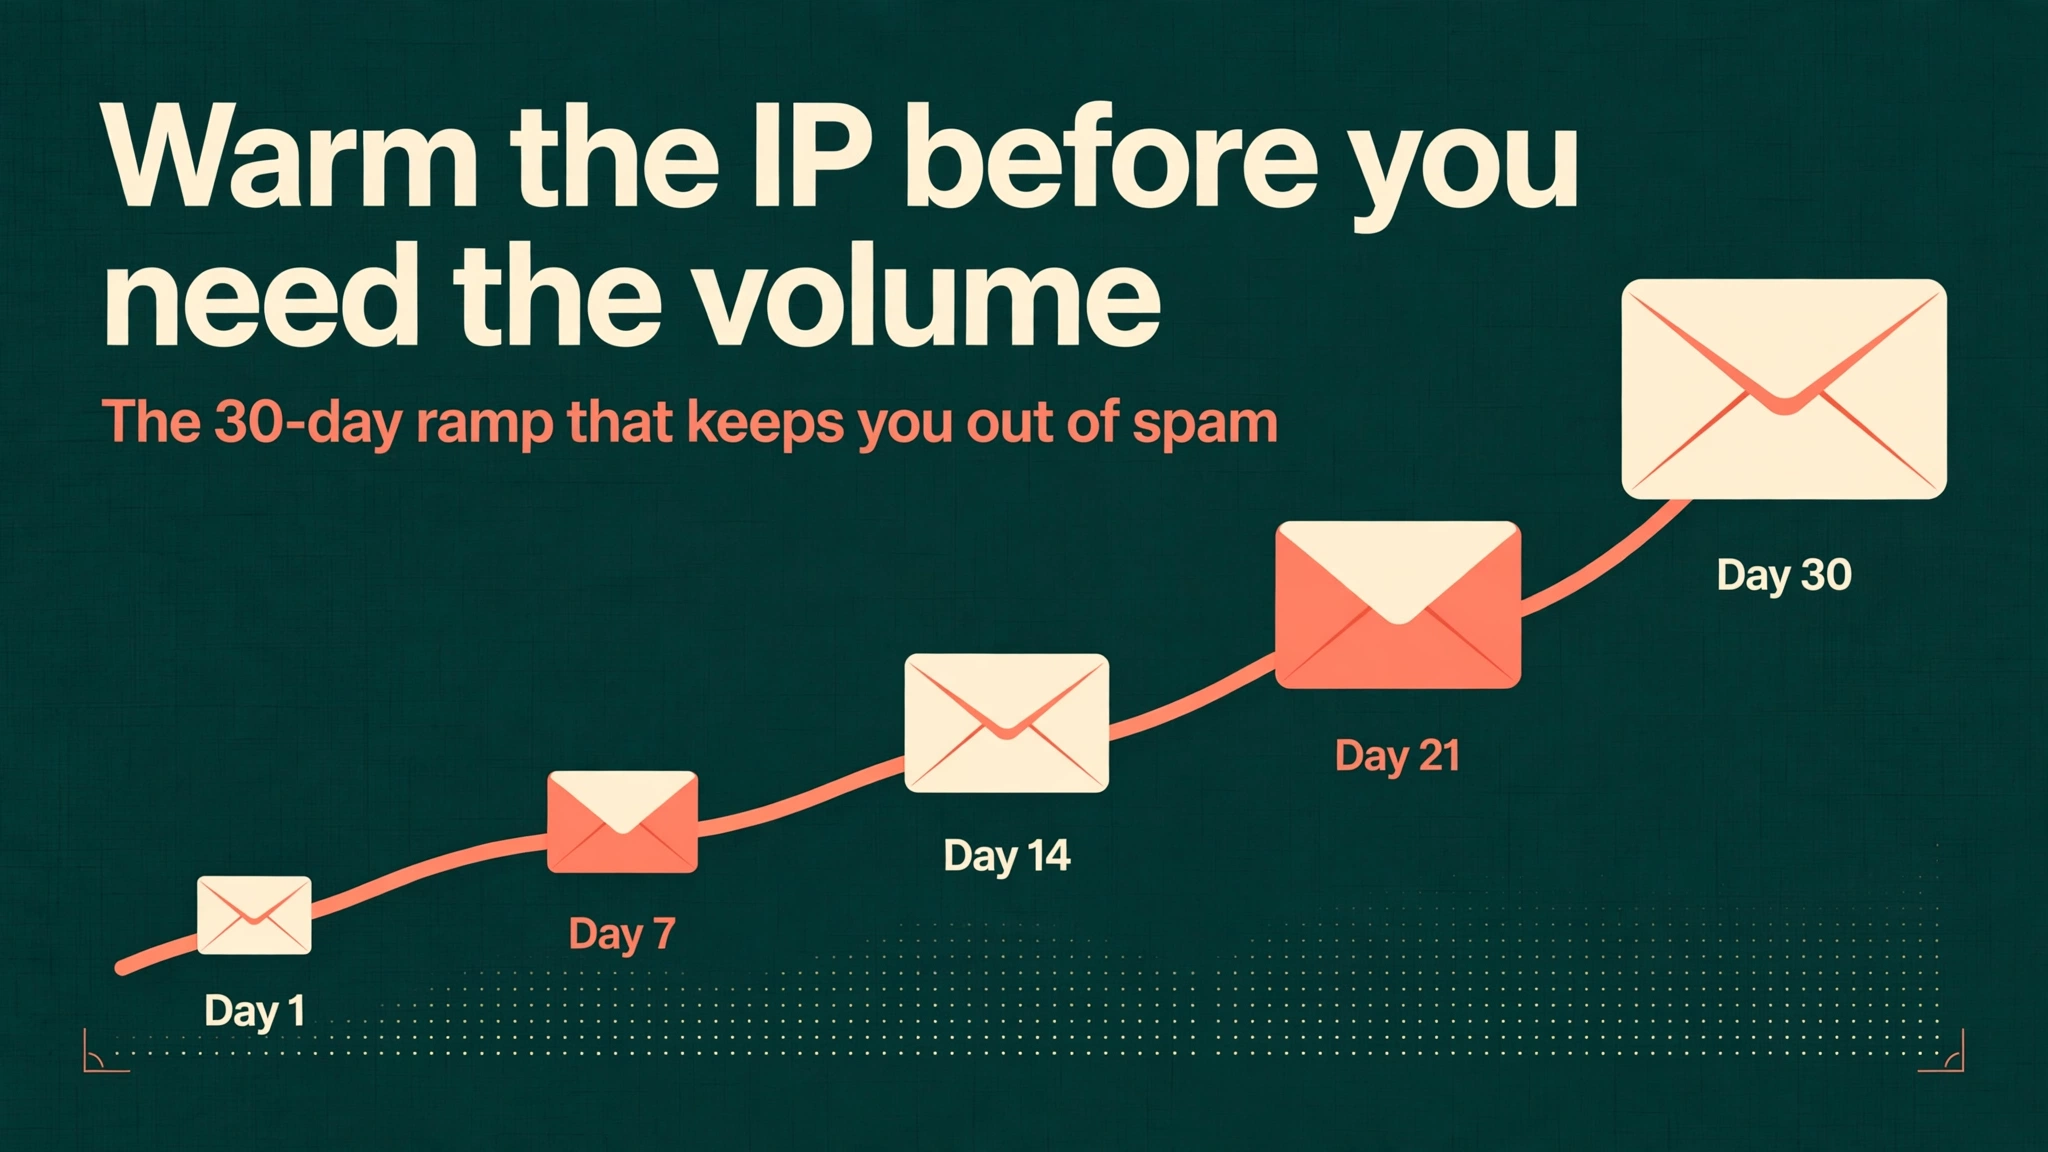 Warm the IP before you
need the volume
The 30-day ramp that keeps you out of spam
Day 1
Day 7
Day 14
Day 21
Day 30